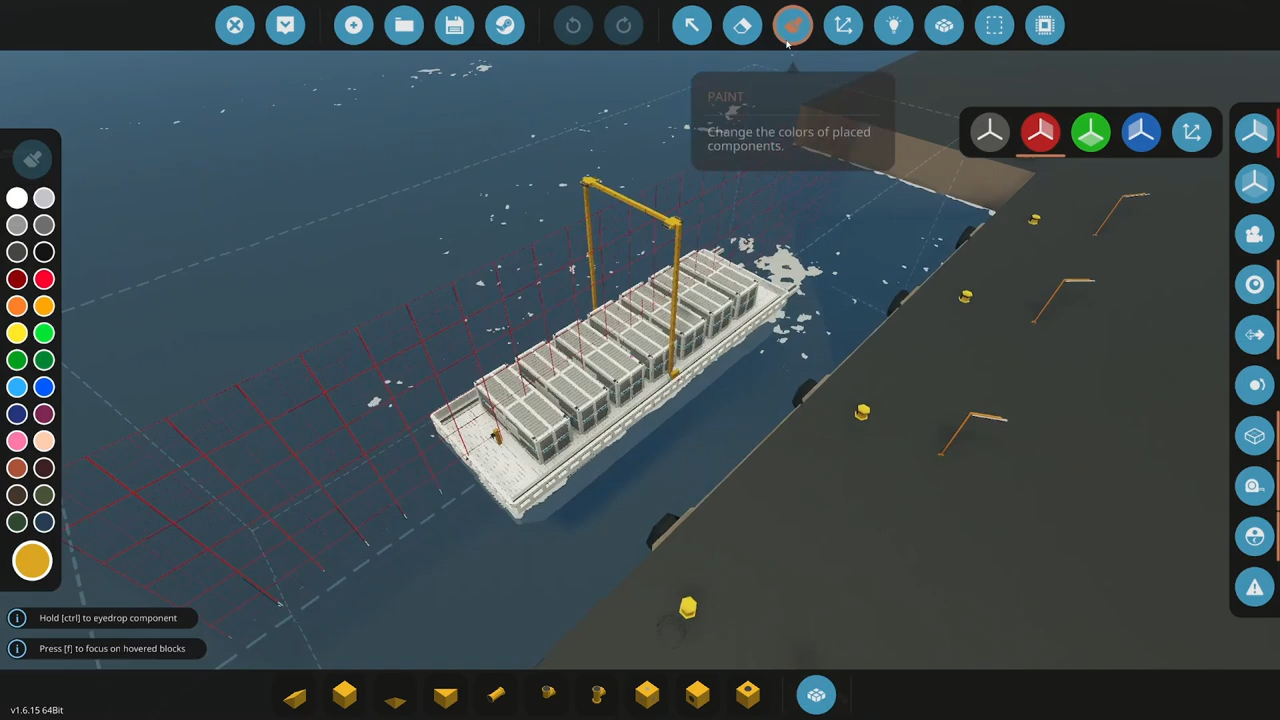 PAINT
Change the colors of placed
components.
Hold [ctrl] to eyedrop component
Press [f] to focus on hovered blocks
v1.6.15 64Bit